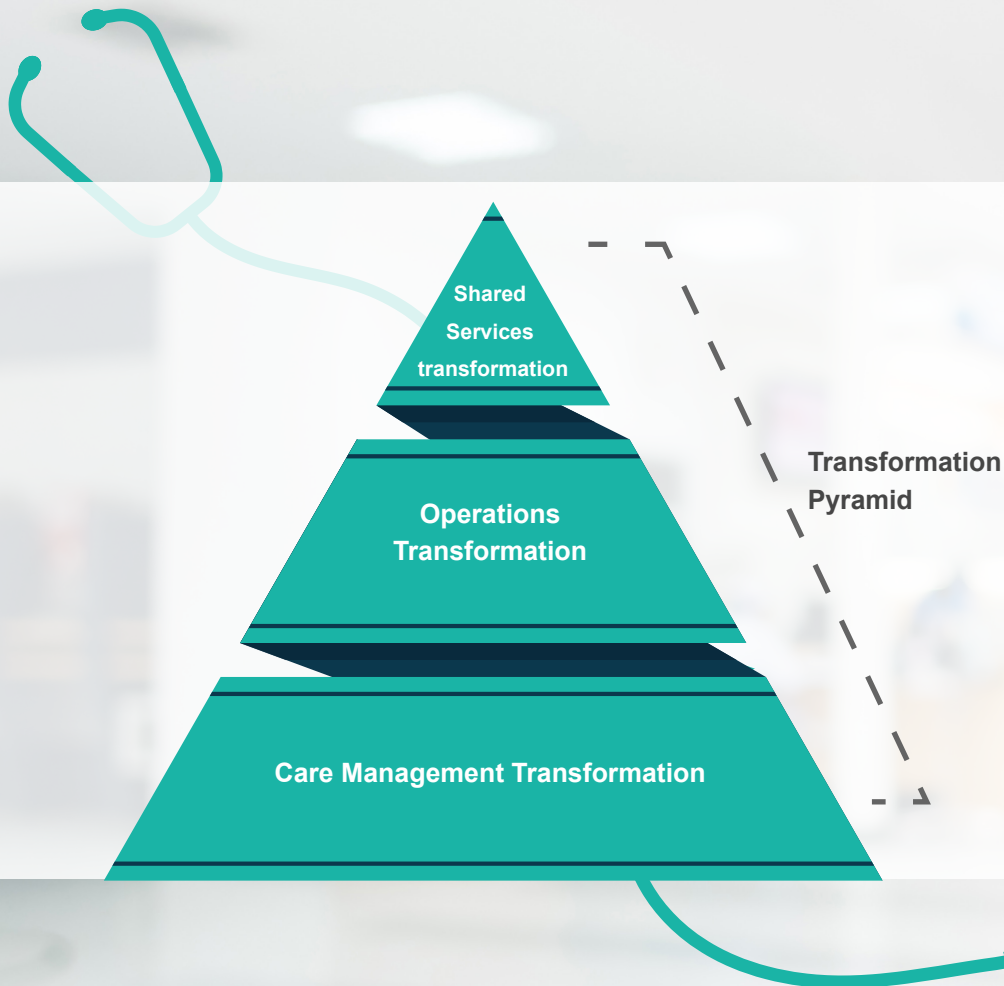 Shared
Services
transformation
Operations
Transformation
Transformation
Pyramid
Care Management Transformation